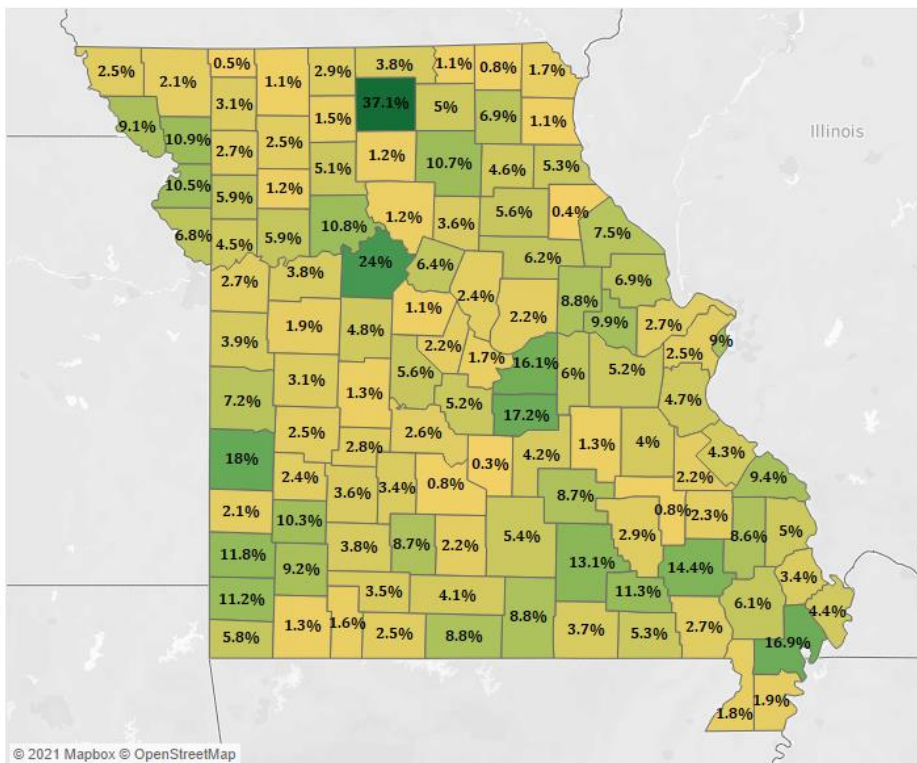 2.5% 2.1% 0.5% 1.1% 2.9% 3.8% 1.1% 0.8% 1.7%
3.1% 1.5% 37.1% 5% 6.9% 1.1%
9.1% 10.9% 2.7% 2.5% 5.1% 1.2% 10.7% 4.6% 5.3%
Illinois
10.5% 5.9% 1.2% 10.8% 1.2% 3.6% 5.6% 0.4% 7.5%
6.8% 4.5% 5.9% 24% 6.4% 6.2% 6.9%
2.7% 3.8% 1.1% 2.4% 2.2% 8.8% 9.9% 2.7%
3.9% 1.9% 4.8% 2.2% 1.7% 16.1% 2.5% 9%
7.2% 3.1% 1.3% 5.6% 5.2% 17.2% 6% 5.2% 4.7%
18% 2.5% 2.8% 2.6% 0.3% 4.2% 1.3% 4% 2.2% 4.3%
2.4% 3.6% 3.4% 0.8% 8.7% 9.4%
2.1% 10.3% 3.8% 8.7% 2.2% 5.4% 2.9% 0.8% 2.3% 8.6% 5%
11.8% 9.2% 13.1% 14.4% 3.4%
11.2% 3.5% 4.1% 8.8% 11.3% 6.1% 4.4%
5.8% 1.3% 1.6% 2.5% 8.8% 3.7% 5.3% 2.7% 16.9%
1.8% 1.9%
© 2021 Mapbox © OpenStreetMap